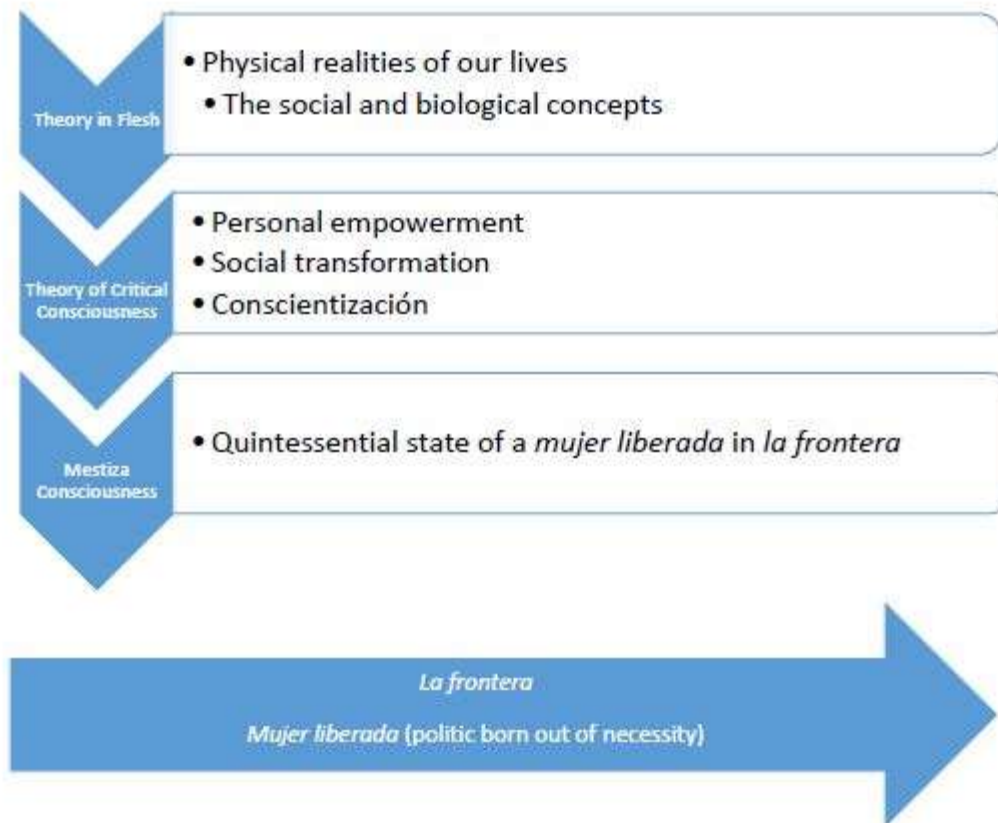 Theory in Flesh
• Physical realities of our lives
• The social and biological concepts
Theory of Critical
Consciousness
• Personal empowerment
• Social transformation
• Conscientización
Mestiza
Consciousness
• Quintessential state of a mujer liberada in la frontera
La frontera
Mujer liberada (politic born out of necessity)